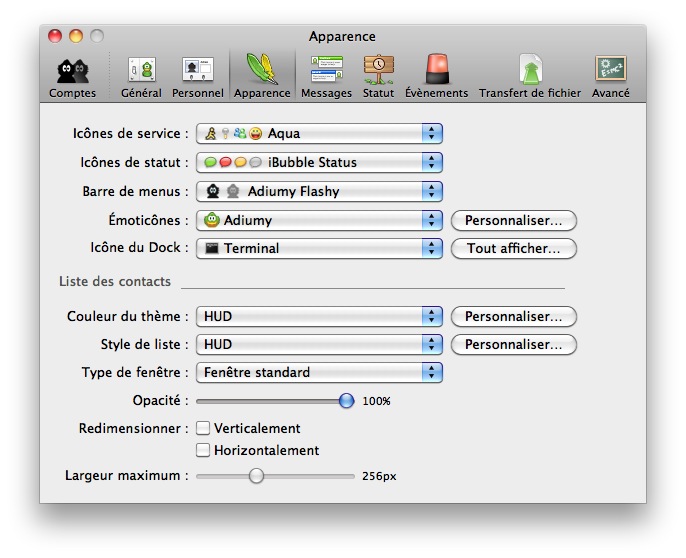 Apparence
Comptes Général Personnel Apparence Messages Statut Évènements Transfert de fichier Avancé
Icônes de service : Aqua
Icônes de statut : iBubble Status
Barre de menus : Adiumy Flashy
Émoticônes : Adiumy Personnaliser...
Icône du Dock : Terminal Tout afficher...
Liste des contacts
Couleur du thème : HUD Personnaliser...
Style de liste : HUD Personnaliser...
Type de fenêtre : Fenêtre standard
Opacité : 100%
Redimensionner : Verticalement
Horizontalement
Largeur maximum : 256px